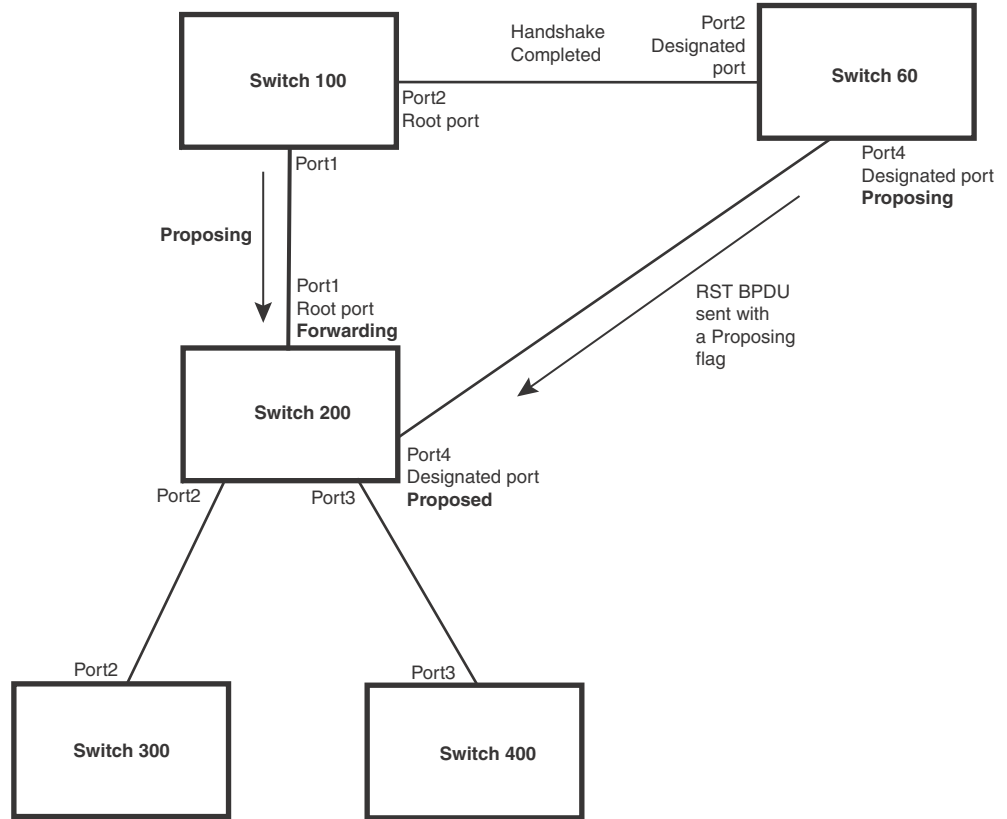 Handshake
Completed
Port2
Designated
port
Switch 100
Switch 60
Port2
Root port
Port1
Port4
Designated port
Proposing
Proposing
Port1
Root port
Forwarding
RST BPDU
sent with
a Proposing
flag
Switch 200
Port4
Designated port
Proposed
Port2
Port3
Port2
Port3
Switch 300
Switch 400